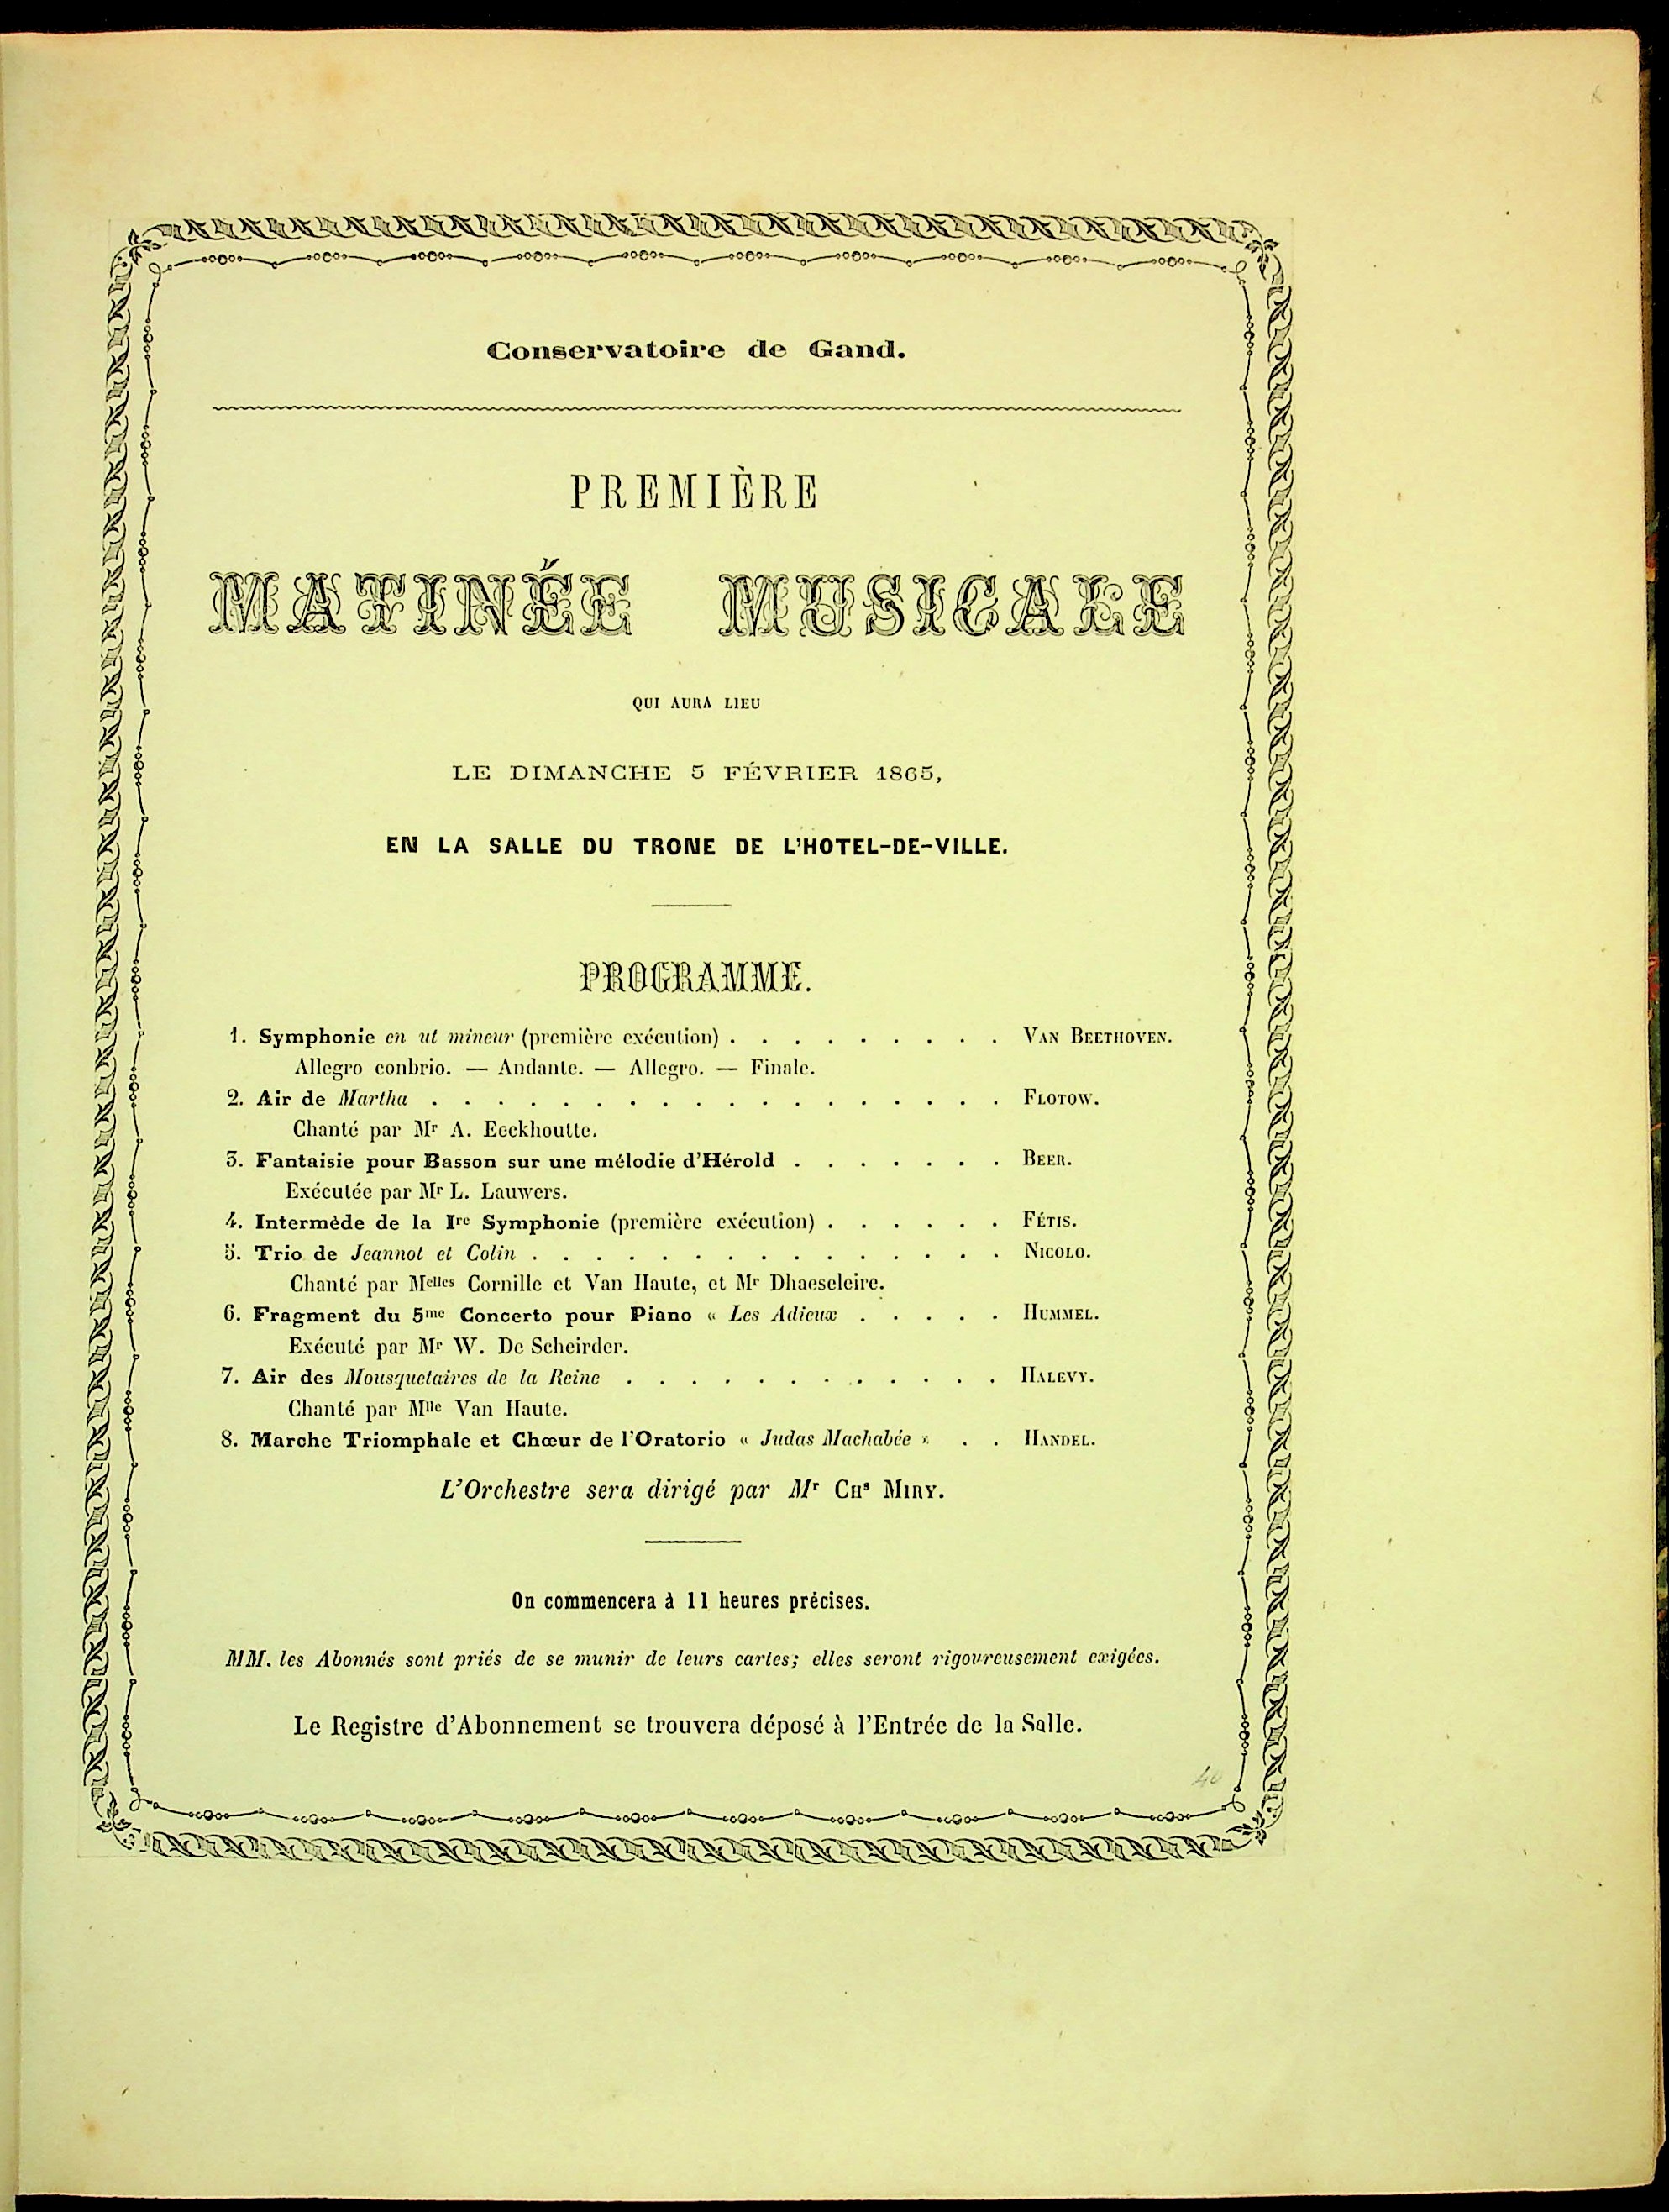 Conservatoire de Gand.
PREMIÈRE
MATINÉE MUSICALE
QUI AURA LIEU
LE DIMANCHE 5 FÉVRIER 1865,
EN LA SALLE DU TRONE DE L'HOTEL-DE-VILLE.
PROGRAMME.
1. Symphonie en ut mineur (première exécution) . . . . . . . . . VAN BEETHOVEN.
Allegro conbrio. — Andante. — Allegro. — Finale.
2. Air de Martha . . . . . . . . . . . . . . . . . . FLOTOW.
Chanté par Mr A. Eeckhoutte.
3. Fantaisie pour Basson sur une mélodie d'Hérold . . . . . . . BEER.
Exécutée par Mr L. Lauwers.
4. Intermède de la Ire Symphonie (première exécution) . . . . . . FÉTIS.
5. Trio de Jeannot et Colin . . . . . . . . . . . . . . . NICOLO.
Chanté par Melles Cornille et Van Haute, et Mr Dhaeseleire.
6. Fragment du 5me Concerto pour Piano « Les Adieux . . . . . HUMMEL.
Exécuté par Mr W. De Scheirder.
7. Air des Mousquetaires de la Reine . . . . . . . . . . . . HALEVY.
Chanté par Mlle Van Haute.
8. Marche Triomphale et Chœur de l'Oratorio « Judas Machabée » . . HANDEL.
L'Orchestre sera dirigé par Mr CHs MIRY.
On commencera à 11 heures précises.
MM. les Abonnés sont priés de se munir de leurs cartes; elles seront rigoureusement exigées.
Le Registre d'Abonnement se trouvera déposé à l'Entrée de la Salle.
40